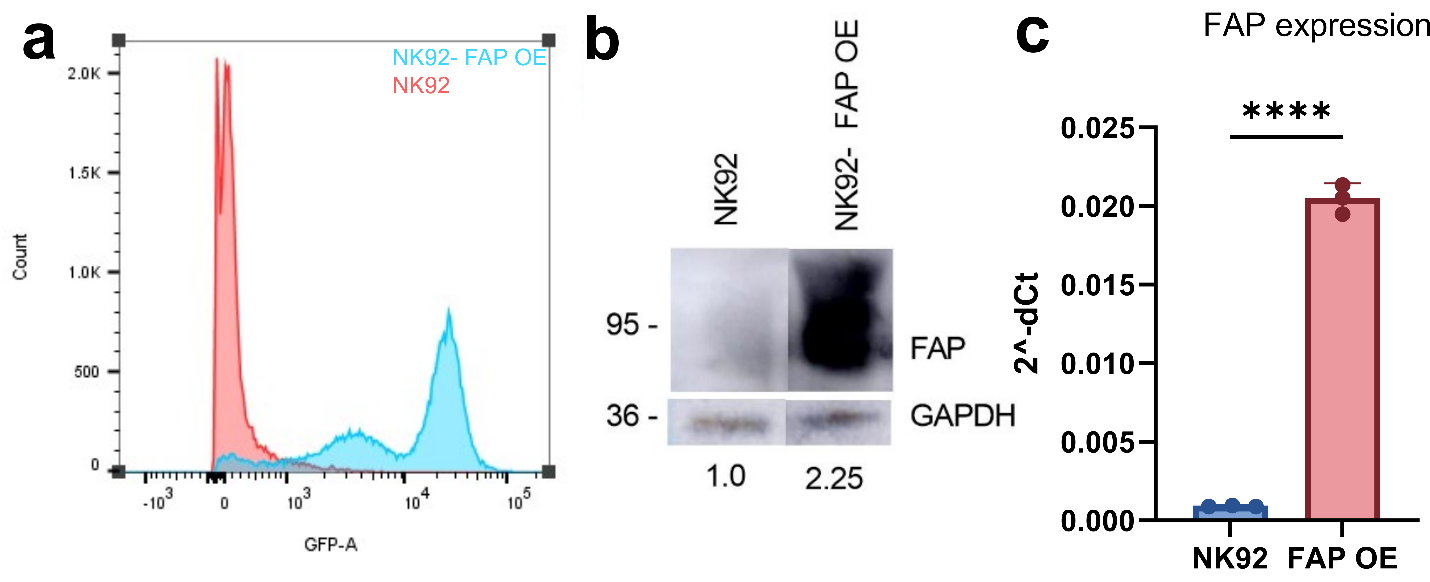 a
NK92- FAP OE
NK92
2.0K
1.5K
1.0K
500
0
Count
-10³
0
10³
10⁴
10⁵
GFP-A
b
NK92
NK92- FAP OE
95 -
FAP
36 -
GAPDH
1.0
2.25
c
FAP expression
****
0.025
0.020
0.015
0.010
0.005
0.000
2^-dCt
NK92
FAP OE